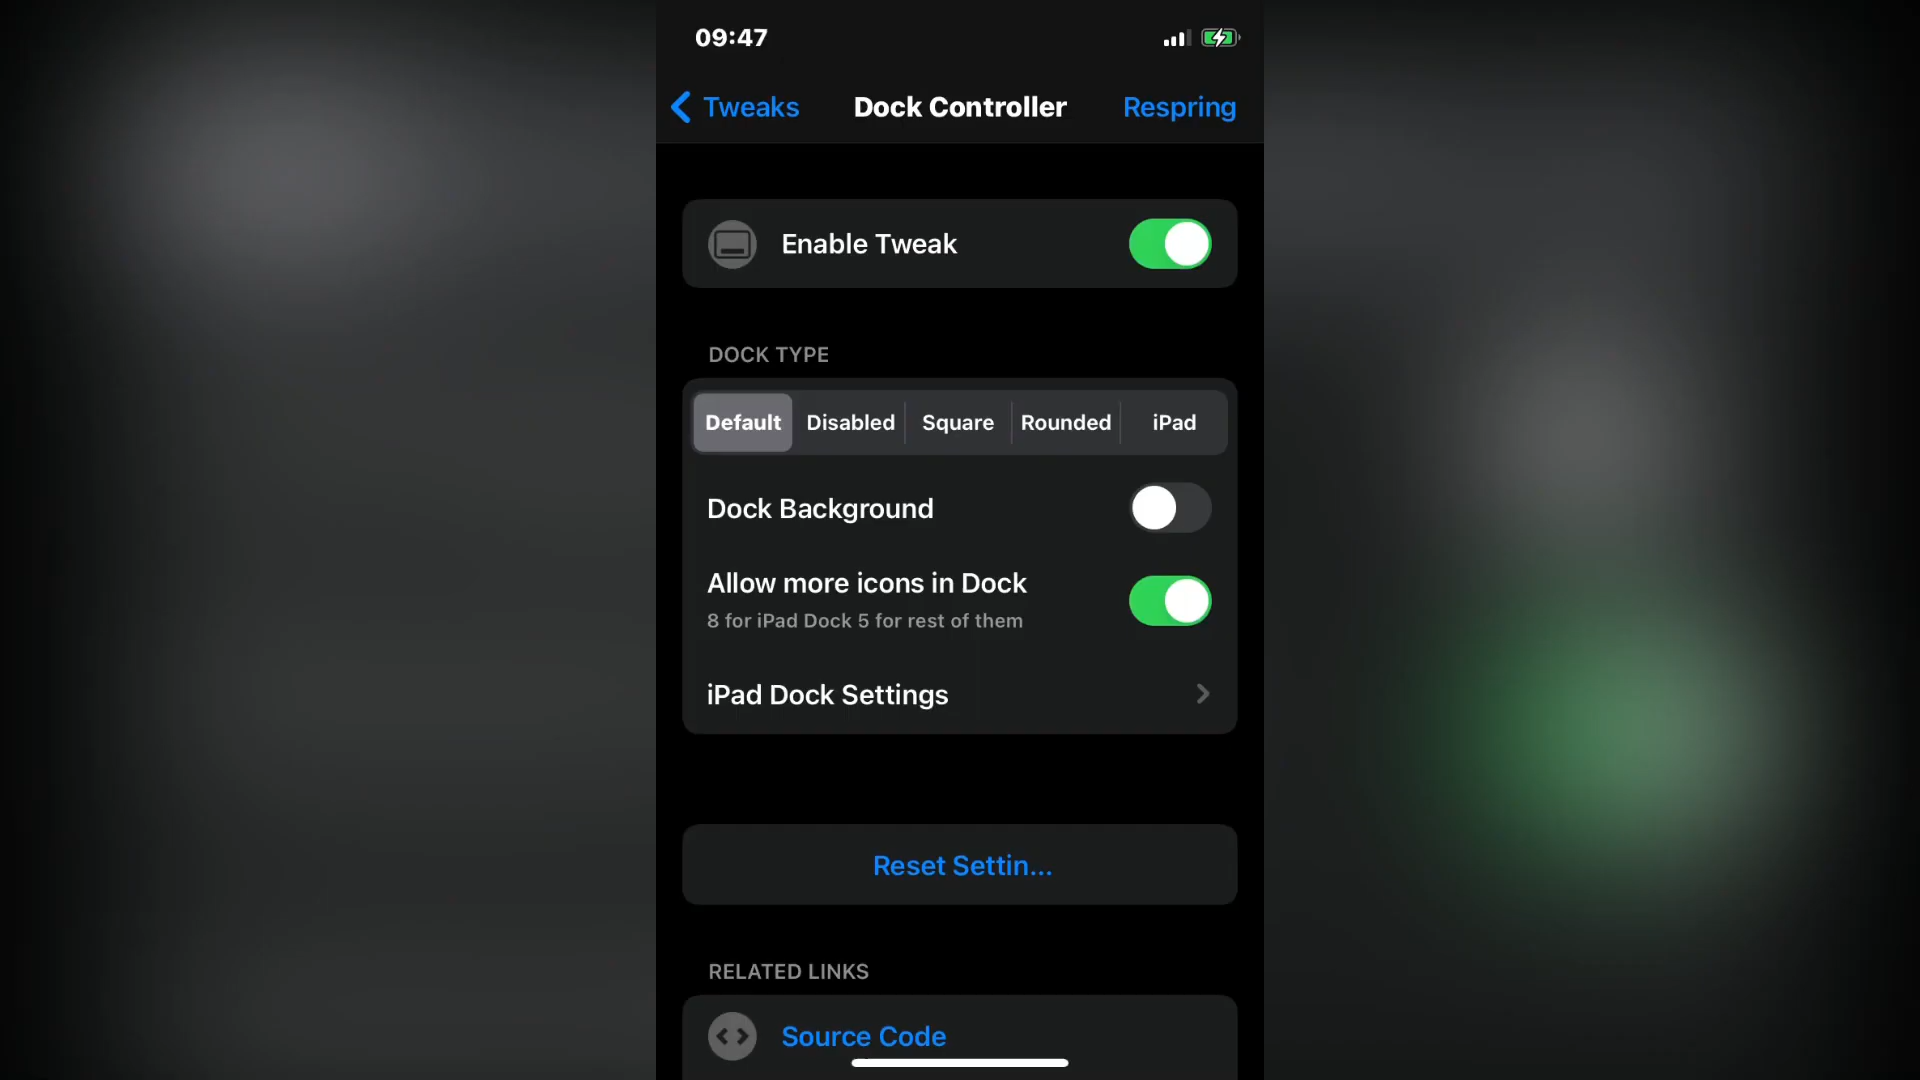 09:47
Tweaks
Dock Controller
Respring
Enable Tweak
DOCK TYPE
Default
Disabled
Square
Rounded
iPad
Dock Background
Allow more icons in Dock
8 for iPad Dock 5 for rest of them
iPad Dock Settings
Reset Settin...
RELATED LINKS
Source Code